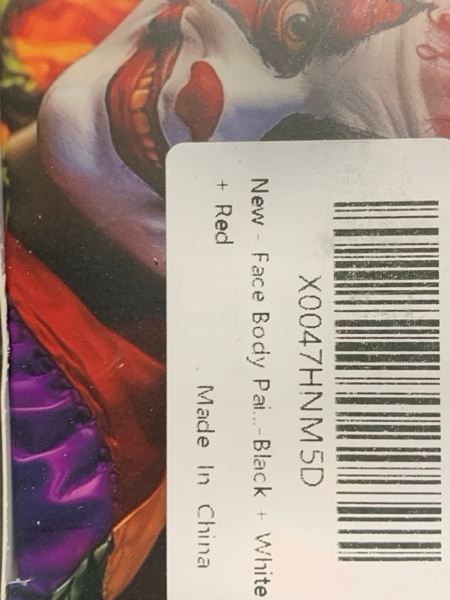 X0047HNM5D
New - Face Body Pai...-Black + White
+ Red
Made In China